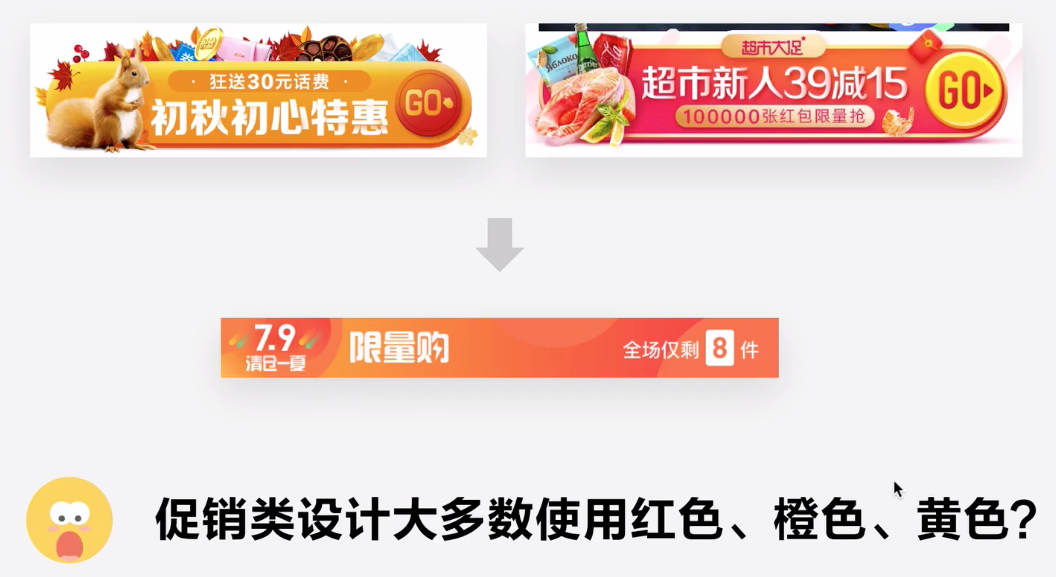 · 狂送30元话费 ·
初秋初心特惠
GO
超市大促
超市新人39减15
100000张红包限量抢
GO
ЯБЛОКО
7.9
清仓一夏
限量购
全场仅剩 8 件
促销类设计大多数使用红色、橙色、黄色?